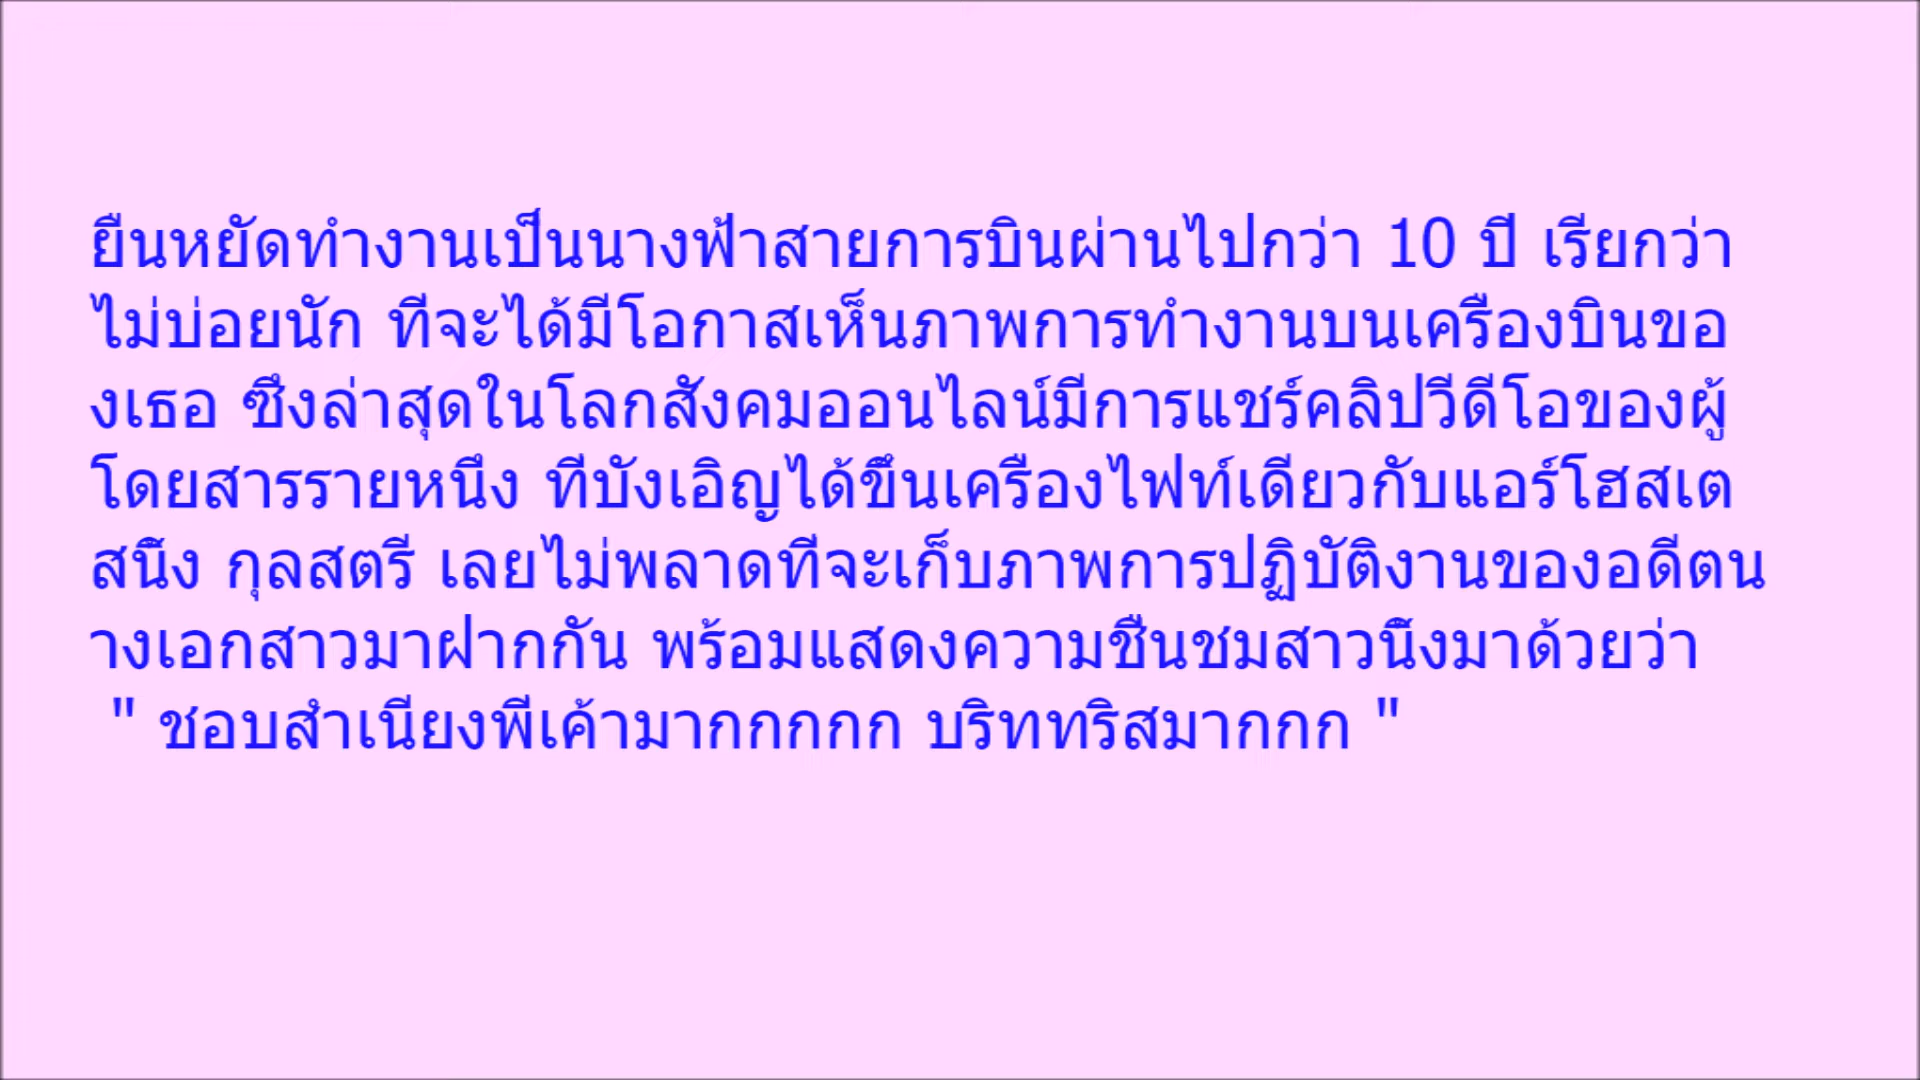 ยืนหยัดทำงานเป็นนางฟ้าสายการบินผ่านไปกว่า 10 ปี เรียกว่า
ไม่บ่อยนัก ที่จะได้มีโอกาสเห็นภาพการทำงานบนเครื่องบินขอ
งเธอ ซึ่งล่าสุดในโลกสังคมออนไลน์มีการแชร์คลิปวีดีโอของผู้
โดยสารรายหนึ่ง ที่บังเอิญได้ขึ้นเครื่องไฟท์เดียวกับแอร์โฮสเต
สนิ้ง กุลสตรี เลยไม่พลาดที่จะเก็บภาพการปฏิบัติงานของอดีตน
างเอกสาวมาฝากกัน พร้อมแสดงความชื่นชมสาวนิ้งมาด้วยว่า
" ชอบสำเนียงพี่เค้ามากกกกก บริททริสมากกก "